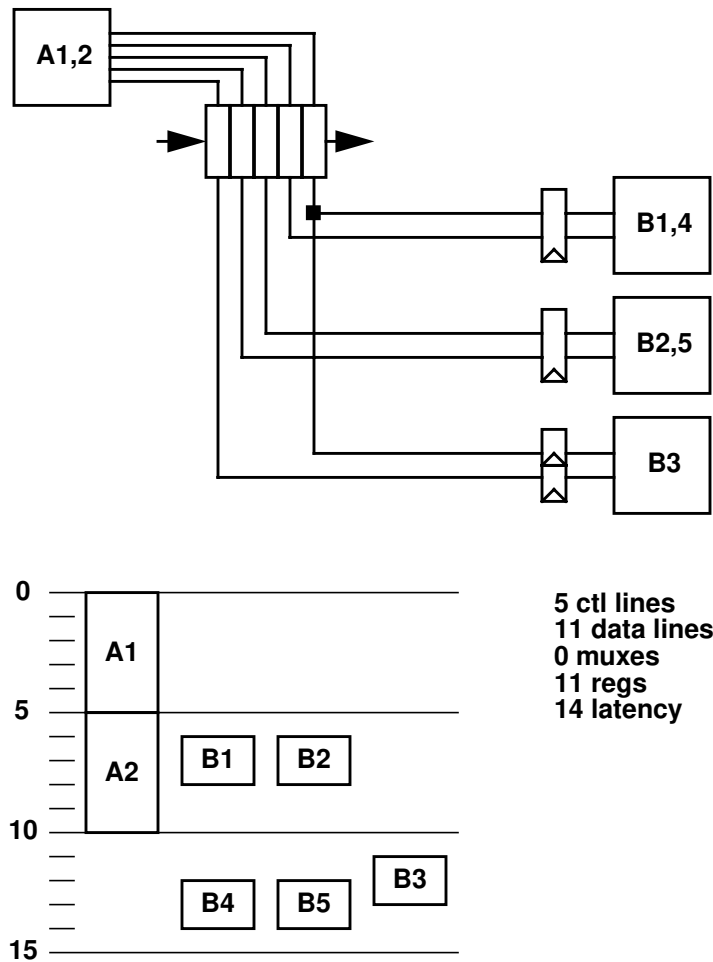 A1,2
B1,4
B2,5
B3
0
5 ctl lines
11 data lines
0 muxes
11 regs
14 latency
A1
5
A2
B1
B2
10
B3
B4
B5
15